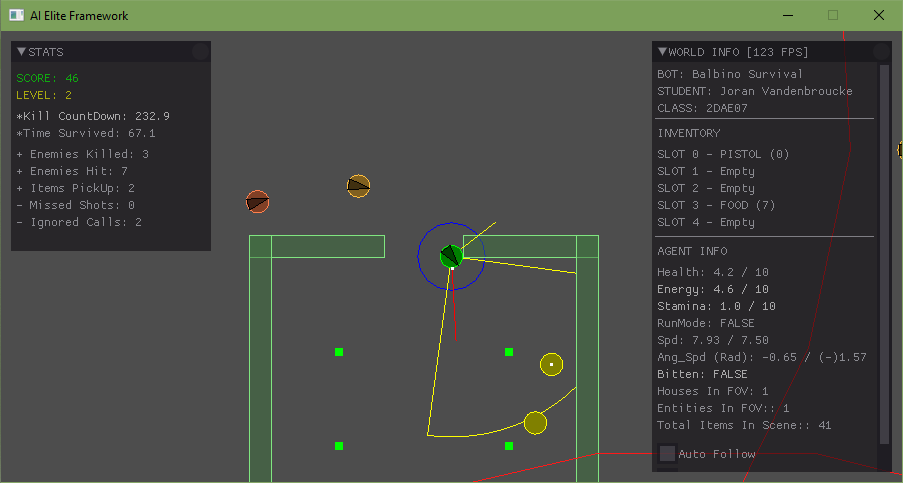 AI Elite Framework
STATS
SCORE: 46
LEVEL: 2
*Kill CountDown: 232.9
*Time Survived: 67.1
+ Enemies Killed: 3
+ Enemies Hit: 7
+ Items PickUp: 2
- Missed Shots: 0
- Ignored Calls: 2
WORLD INFO [123 FPS]
BOT: Balbino Survival
STUDENT: Joran Vandenbroucke
CLASS: 2DAE07
INVENTORY
SLOT 0 - PISTOL (0)
SLOT 1 - Empty
SLOT 2 - Empty
SLOT 3 - FOOD (7)
SLOT 4 - Empty
AGENT INFO
Health: 4.2 / 10
Energy: 4.6 / 10
Stamina: 1.0 / 10
RunMode: FALSE
Spd: 7.93 / 7.50
Ang_Spd (Rad): -0.65 / (-)1.57
Bitten: FALSE
Houses In FOV: 1
Entities In FOV:: 1
Total Items In Scene:: 41
Auto Follow